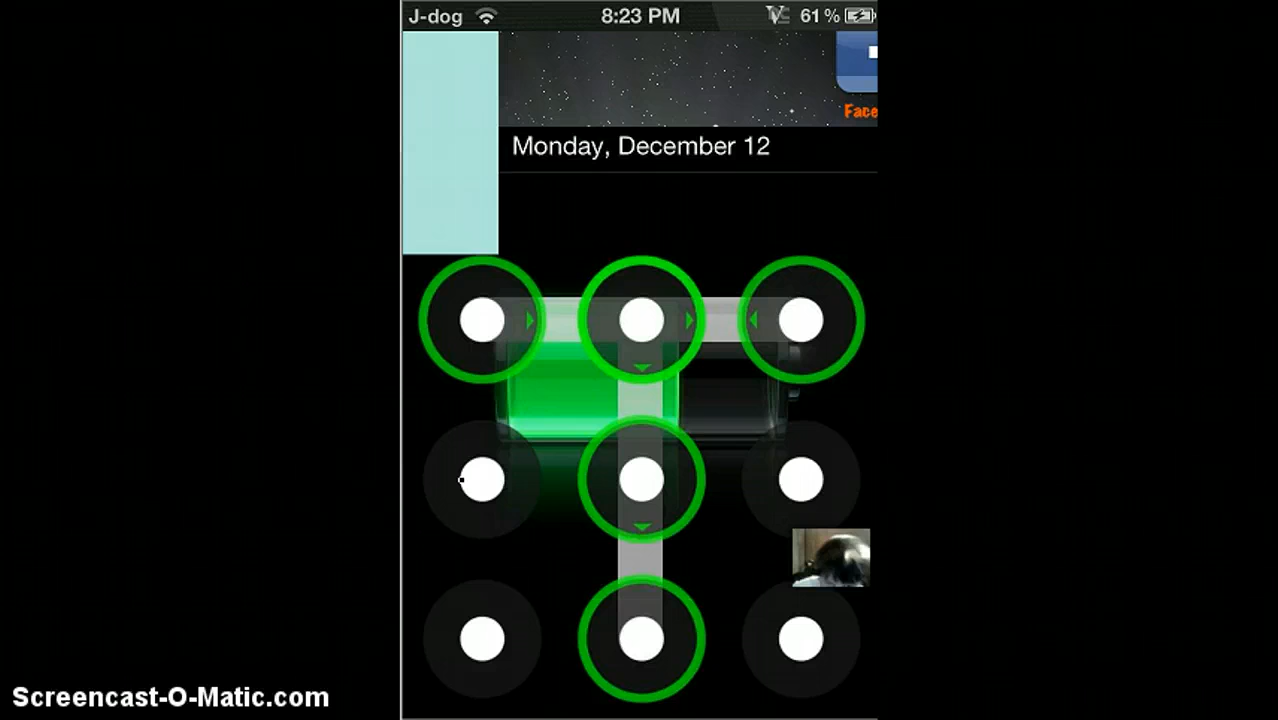 J-dog 8:23 PM 61 %
Face
Monday, December 12
Screencast-O-Matic.com